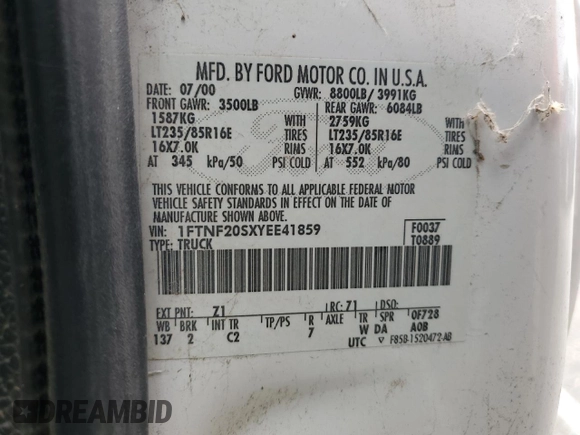 MFD. BY FORD MOTOR CO. IN U.S.A.
DATE: 07/00 GVWR: 8800LB/ 3991KG
FRONT GAWR: 3500LB REAR GAWR: 6084LB
1587KG WITH 2759KG WITH
LT235/85R16E TIRES LT235/85R16E TIRES
16X7.0K RIMS 16X7.0K RIMS
AT 345 kPa/50 PSI COLD AT 552 kPa/80 PSI COLD
THIS VEHICLE CONFORMS TO ALL APPLICABLE FEDERAL MOTOR
VEHICLE SAFETY STANDARDS IN EFFECT ON THE DATE OF
MANUFACTURE SHOWN ABOVE.
VIN: 1FTNF20SXYEE41859 F0037
TYPE: TRUCK T0889
EXT PNT: Z1 RC: Z1 DSO:
WB BRK INT TR TP/PS R AXLE TR SPR 0F728
137 2 C2 7 W DA A0B
UTC ▽ F85B-1520472-AB
DREAMBID